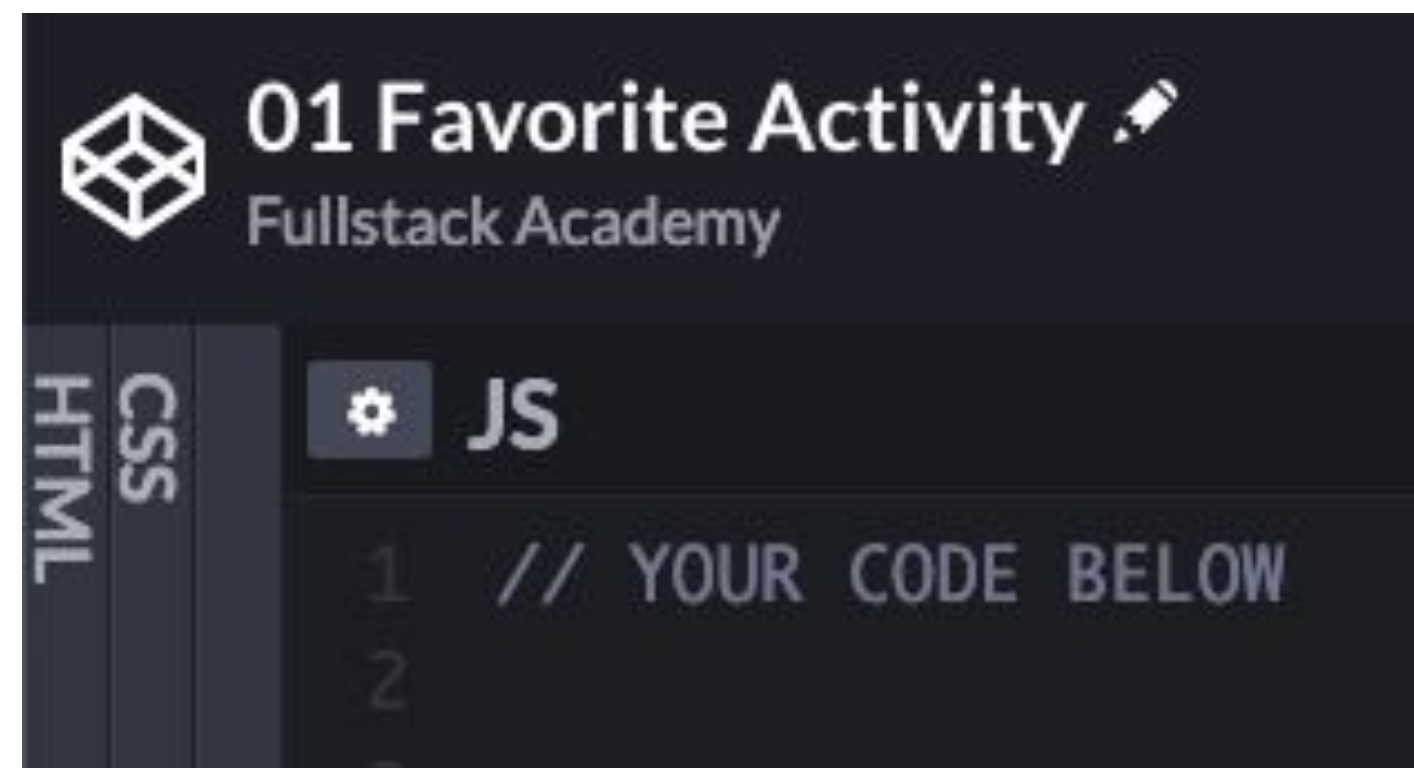 01 Favorite Activity
Fullstack Academy
HTML
CSS
JS
1 // YOUR CODE BELOW
2